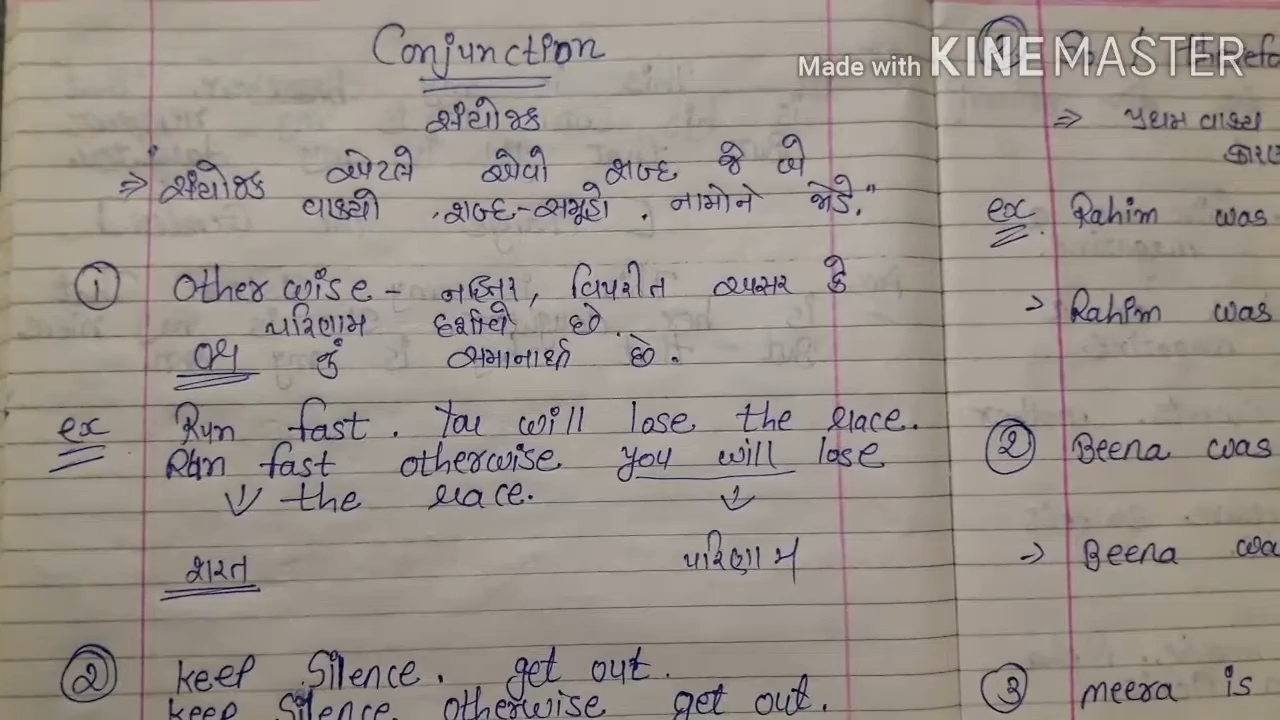 Conjunction
સંયોજક
⇒ સંયોજક એટલે એવો શબ્દ જે બે
વાક્યો, શબ્દ-સમૂહો, નામોને જોડે."
① Otherwise - નહિતર, વિપરીત અસર કે
પરિણામ દર્શાવે છે.
નું સમાનાર્થી છે.
ex Run fast. You will lose the race.
Run fast otherwise you will lose
the race.
શરત પરિણામ
② keep silence. get out.
keep silence otherwise get out.
Made with KINEMASTER
⇒ પ્રથમ વાક્ય
ex Rahim was
→ Rahim was
② Beena was
→ Beena wa
③ meera is